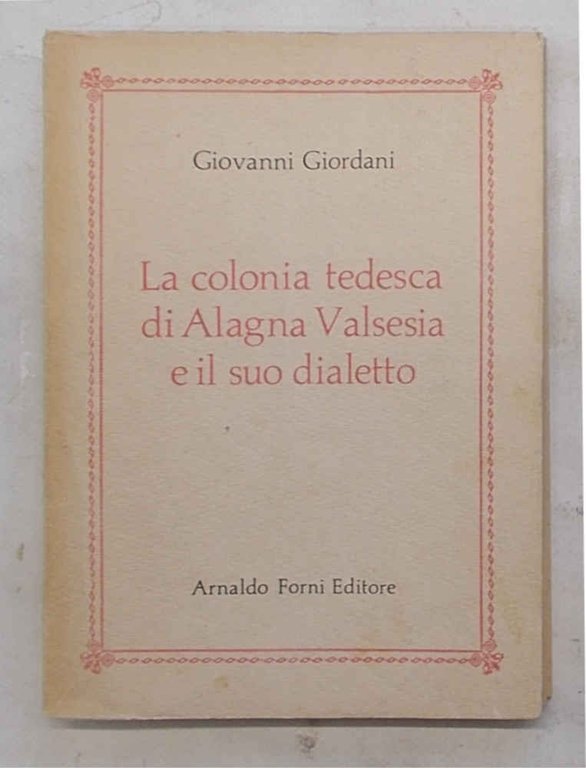 Giovanni Giordani
La colonia tedesca
di Alagna Valsesia
e il suo dialetto
Arnaldo Forni Editore